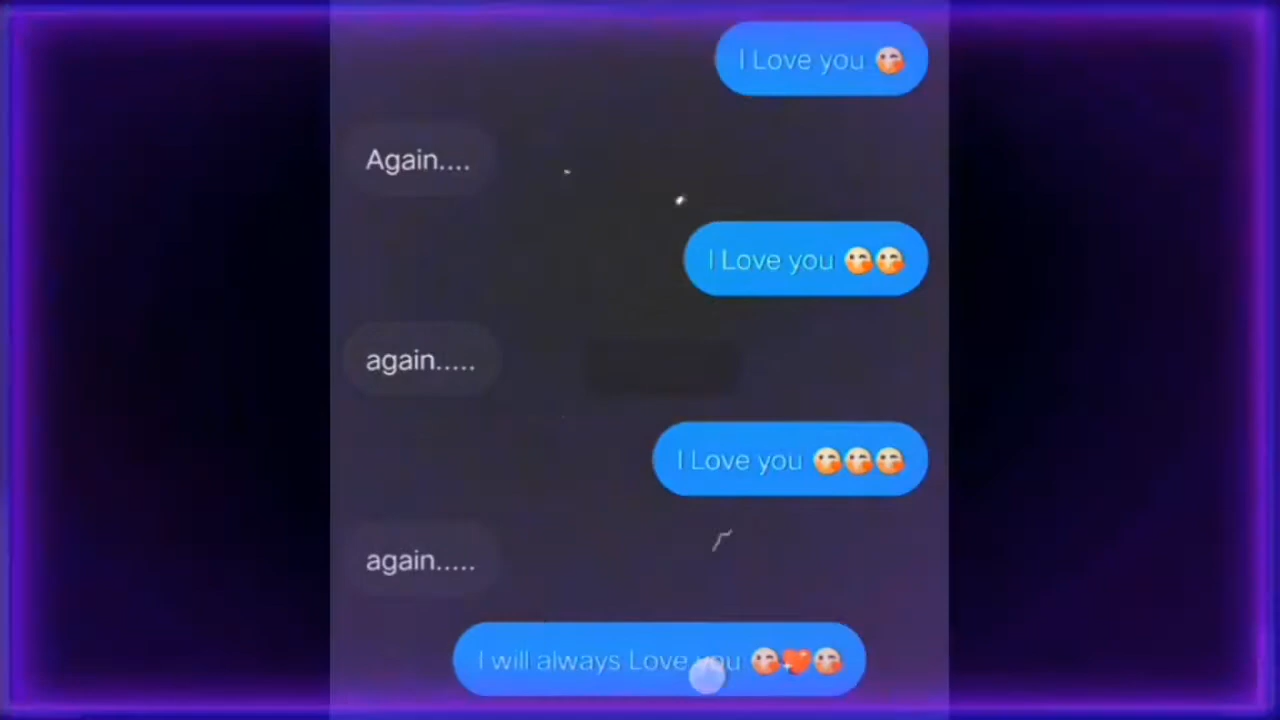 I Love you 😘
Again....
I Love you 😘😘
again.....
I Love you 😘😘😘
again.....
I will always Love you 😘❤️😘